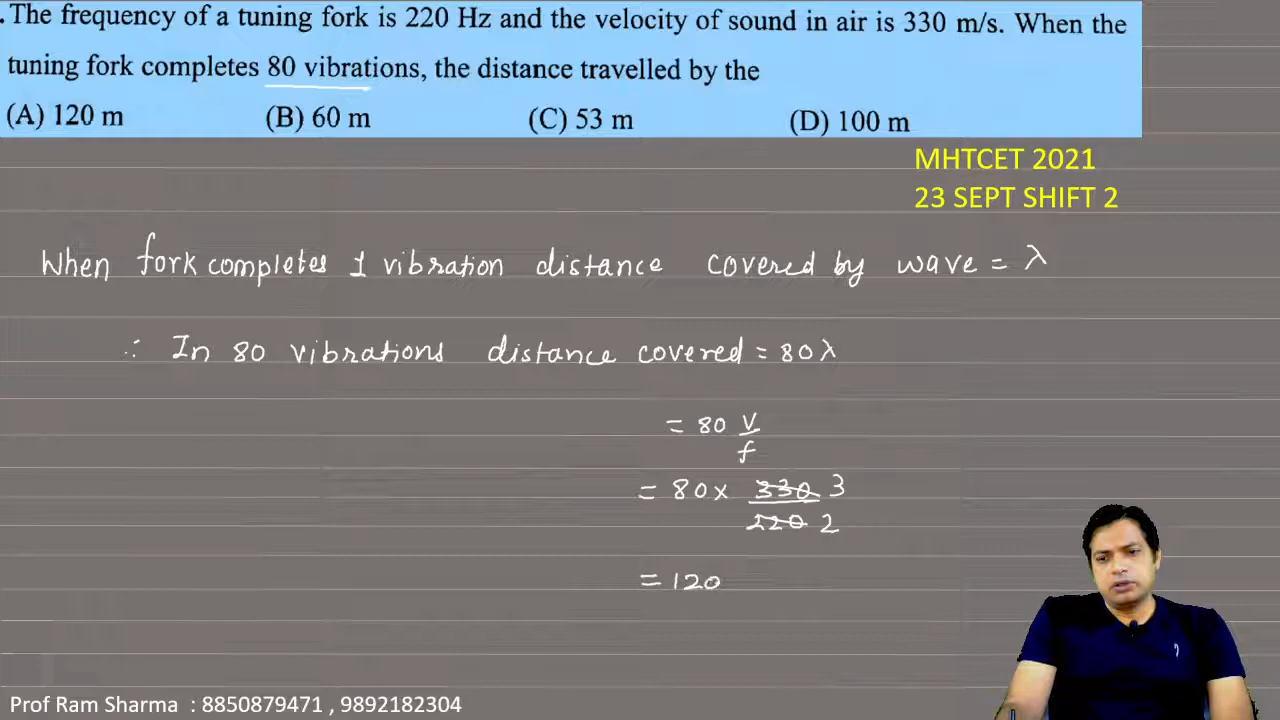 .The frequency of a tuning fork is 220 Hz and the velocity of sound in air is 330 m/s. When the
tuning fork completes 80 vibrations, the distance travelled by the
(A) 120 m (B) 60 m (C) 53 m (D) 100 m
MHTCET 2021
23 SEPT SHIFT 2
When fork completes 1 vibration distance covered by wave = λ
∴ In 80 vibrations distance covered = 80 λ
= 80 V
f
= 80 × 330 3
220 2
= 120
Prof Ram Sharma : 8850879471 , 9892182304